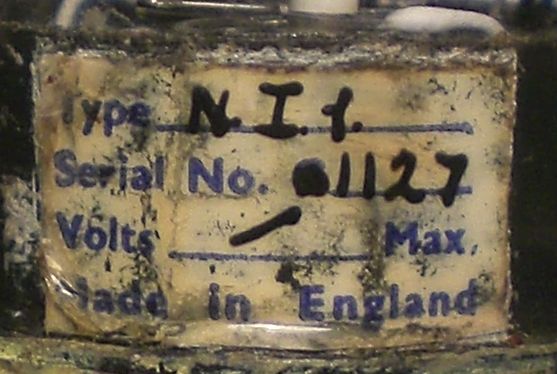 Type N.I.1.
Serial No. 01127
Volts – Max.
Made in England